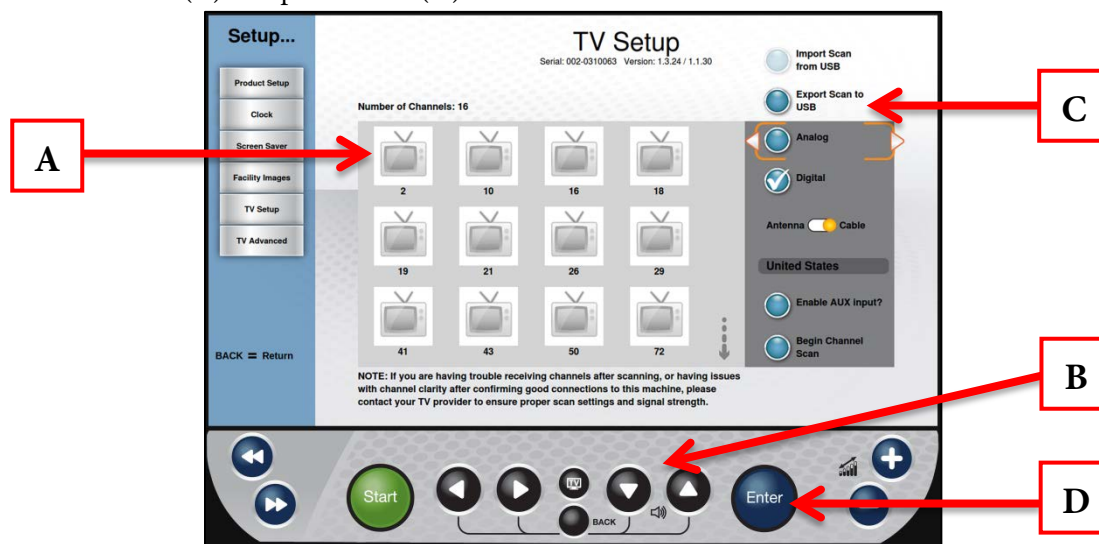 Setup...
TV Setup
Serial: 002-0310063 Version: 1.3.24 / 1.1.30
Import Scan
from USB
Product Setup
Export Scan to
USB
C
Clock
Number of Channels: 16
A
Screen Saver
Analog
Facility Images
Digital
2 10 16 18
TV Setup
Antenna Cable
TV Advanced
United States
19 21 26 29
Enable AUX input?
Begin Channel
Scan
BACK = Return
41 43 50 72
B
NOTE: If you are having trouble receiving channels after scanning, or having issues
with channel clarity after confirming good connections to this machine, please
contact your TV provider to ensure proper scan settings and signal strength.
Start
TV
Enter
BACK
D